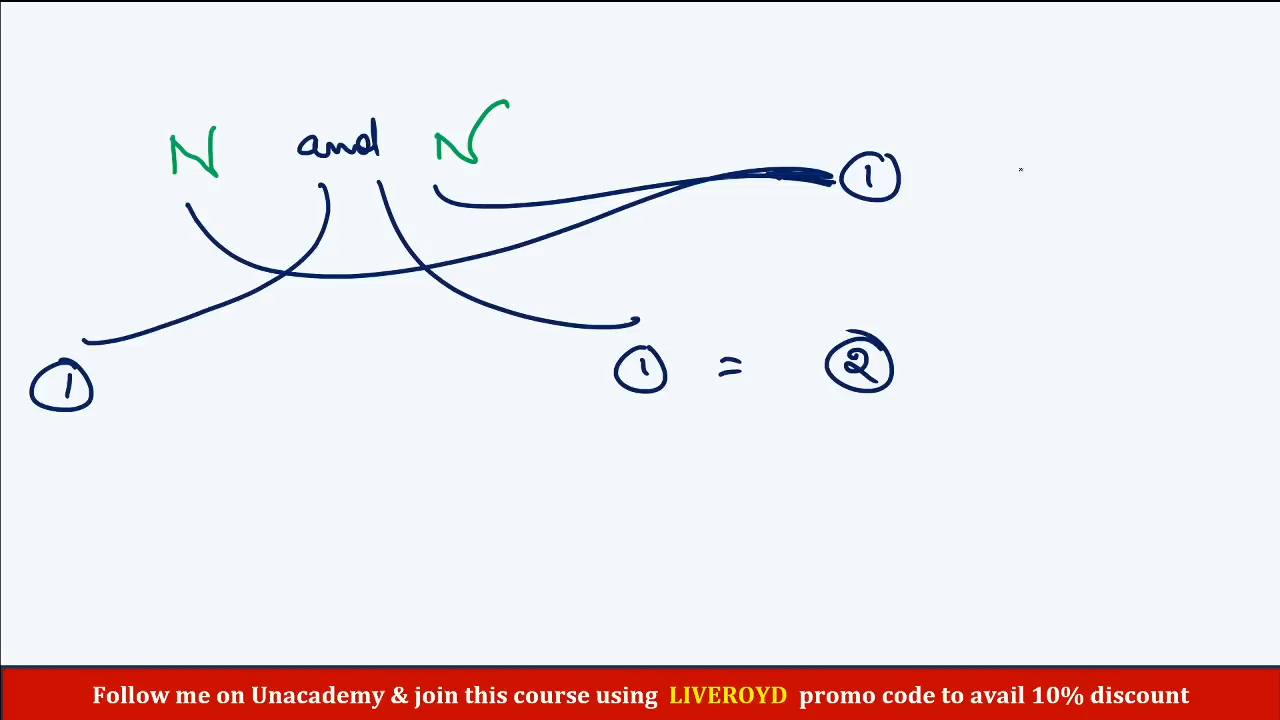 N and N
1
1 1 = 2
Follow me on Unacademy & join this course using LIVEROYD promo code to avail 10% discount